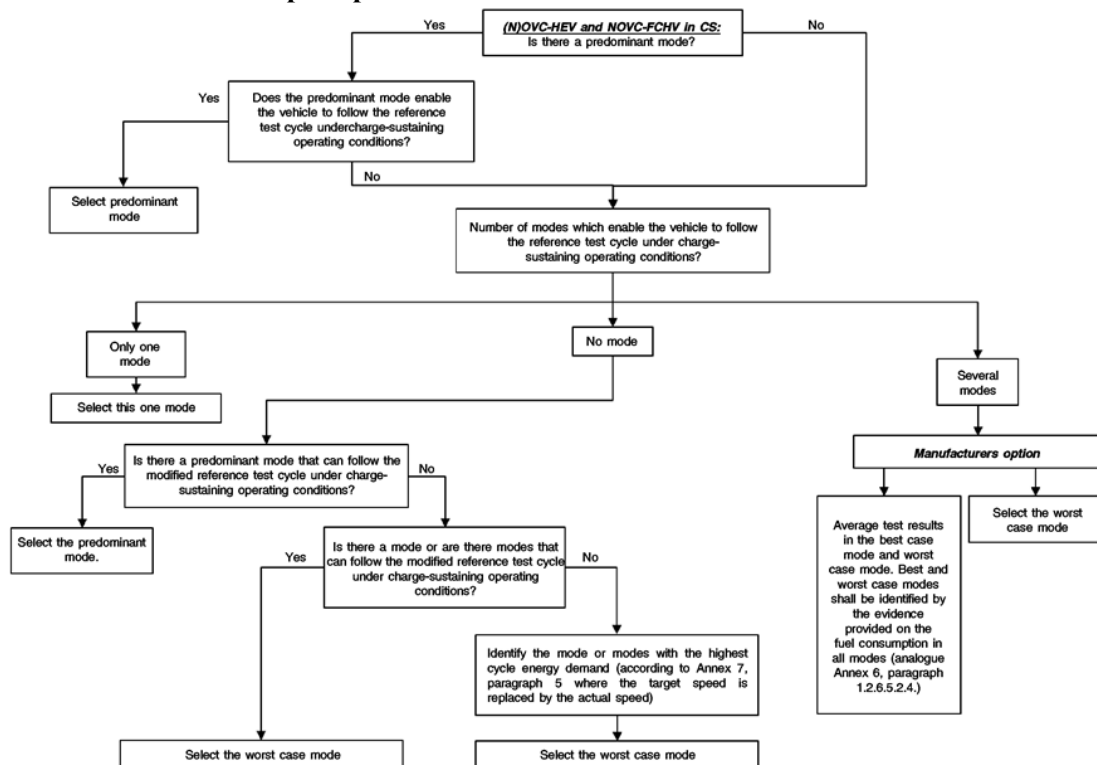 (N)OVC-HEV and NOVC-FCHV in CS:
Is there a predominant mode?
Yes
No
Does the predominant mode enable
the vehicle to follow the reference
test cycle undercharge-sustaining
operating conditions?
Yes
No
Select predominant
mode
Number of modes which enable the vehicle to follow
the reference test cycle under charge-
sustaining operating conditions?
Only one
mode
No mode
Several
modes
Select this one mode
Manufacturers option
Is there a predominant mode that can follow the
modified reference test cycle under charge-
sustaining operating conditions?
Yes
No
Select the predominant
mode.
Average test results
in the best case
mode and worst
case mode. Best and
worst case modes
shall be identified by
the evidence
provided on the
fuel consumption in
all modes (analogue
Annex 6, paragraph
1.2.6.5.2.4.)
Select the worst
case mode
Is there a mode or are there modes that
can follow the modified reference test cycle
under charge-sustaining operating
conditions?
Yes
No
Identify the mode or modes with the highest
cycle energy demand (according to Annex 7,
paragraph 5 where the target speed is
replaced by the actual speed)
Select the worst case mode
Select the worst case mode